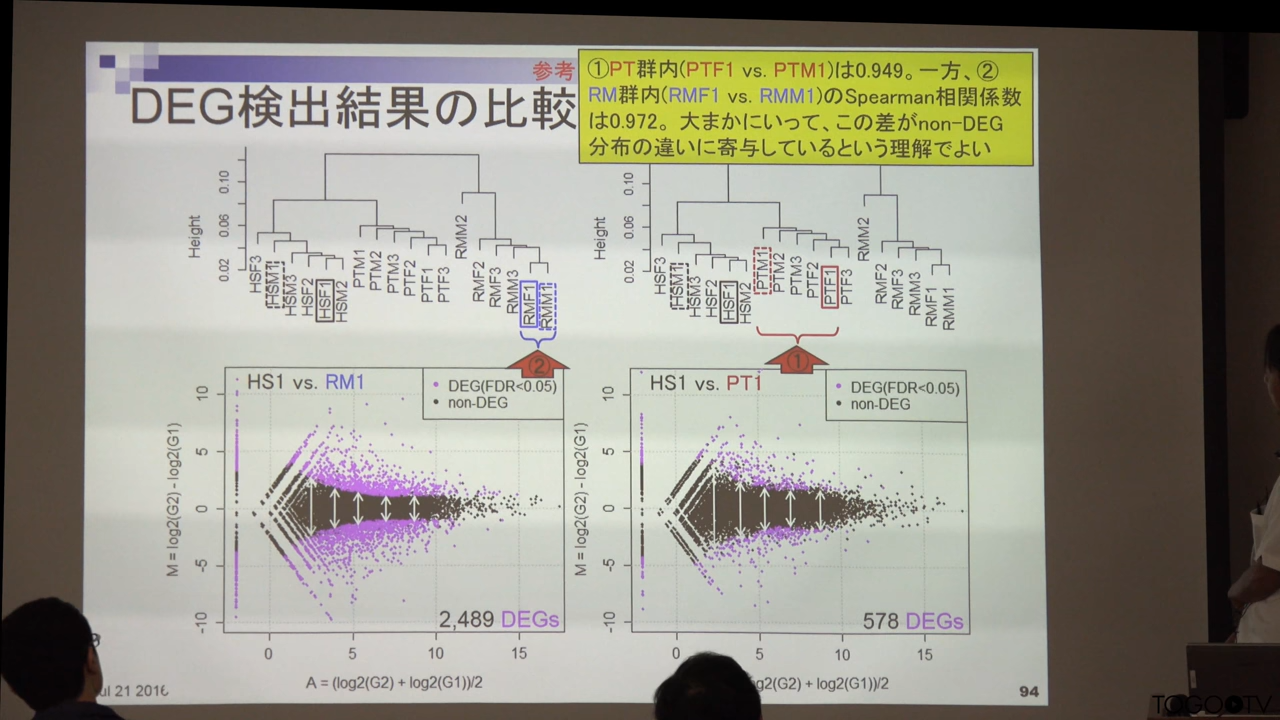 参考
DEG検出結果の比較
①PT群内(PTF1 vs. PTM1)は0.949。一方、②
RM群内(RMF1 vs. RMM1)のSpearman相関係数
は0.972。大まかにいって、この差がnon-DEG
分布の違いに寄与しているという理解でよい
Height
0.02 0.06 0.10
HSF3
HSM1
HSM3
HSF2
HSF1
HSM2
PTM1
PTM2
PTM3
PTF2
PTF1
PTF3
RMM2
RMF2
RMF3
RMM3
RMF1
RMM1
②
Height
0.02 0.06 0.10
HSF3
HSM1
HSM3
HSF2
HSF1
HSM2
PTM1
PTM2
PTM3
PTF2
PTF1
PTF3
RMM2
RMF2
RMF3
RMM3
RMF1
RMM1
①
HS1 vs. RM1
DEG(FDR<0.05)
non-DEG
M = log2(G2) - log2(G1)
10
5
0
-5
-10
2,489 DEGs
0 5 10 15
A = (log2(G2) + log2(G1))/2
HS1 vs. PT1
DEG(FDR<0.05)
non-DEG
M = log2(G2) - log2(G1)
10
5
0
-5
-10
578 DEGs
0 5 10 15
g2(G2) + log2(G1))/2
ul 21 2016
94
TOGOTV